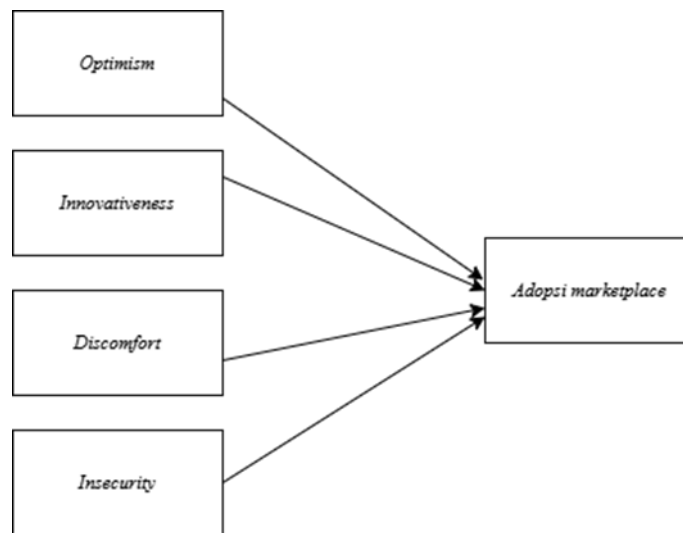 Optimism
Innovativeness
Adopsi marketplace
Discomfort
Insecurity